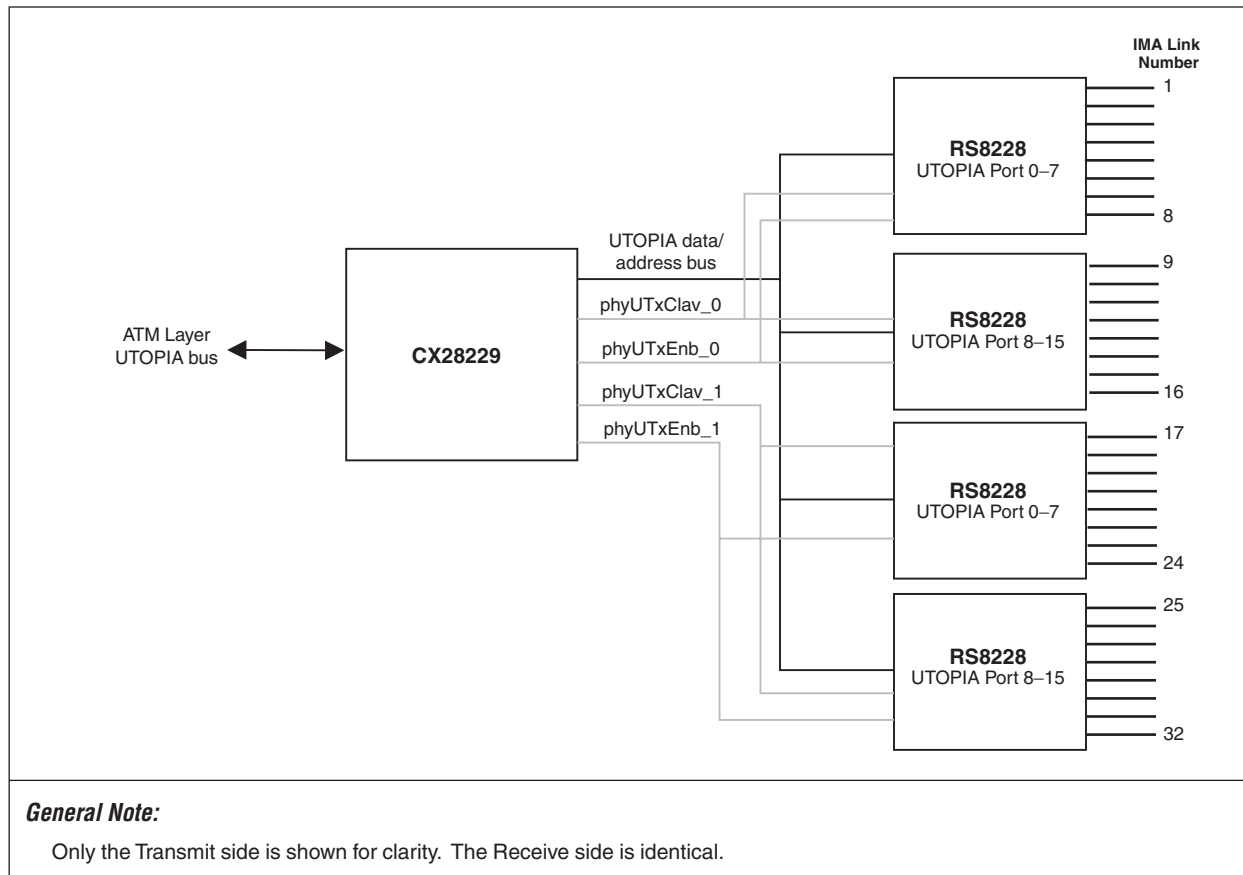 IMA Link
Number
1
RS8228
UTOPIA Port 0–7
8
UTOPIA data/
address bus
9
phyUTxClav_0
RS8228
UTOPIA Port 8–15
ATM Layer
UTOPIA bus
CX28229
phyUTxEnb_0
phyUTxClav_1
16
phyUTxEnb_1
17
RS8228
UTOPIA Port 0–7
24
25
RS8228
UTOPIA Port 8–15
32
General Note:
Only the Transmit side is shown for clarity. The Receive side is identical.